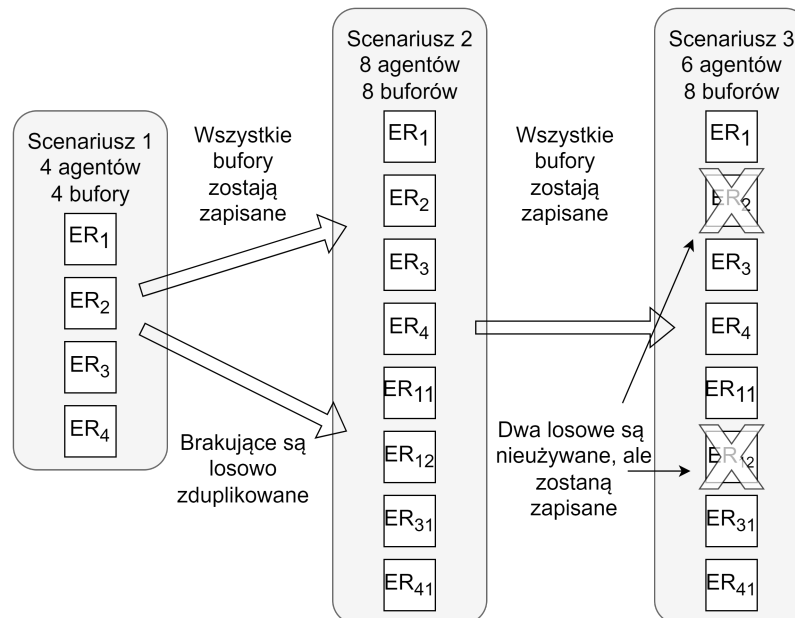 Scenariusz 1
4 agentów
4 bufory
ER1
ER2
ER3
ER4
Wszystkie
bufory
zostają
zapisane
Brakujące są
losowo
zduplikowane
Scenariusz 2
8 agentów
8 buforów
ER1
ER2
ER3
ER4
ER11
ER12
ER31
ER41
Wszystkie
bufory
zostają
zapisane
Dwa losowe są
nieużywane, ale
zostaną
zapisane
Scenariusz 3
6 agentów
8 buforów
ER1
ER2
ER3
ER4
ER11
ER12
ER31
ER41